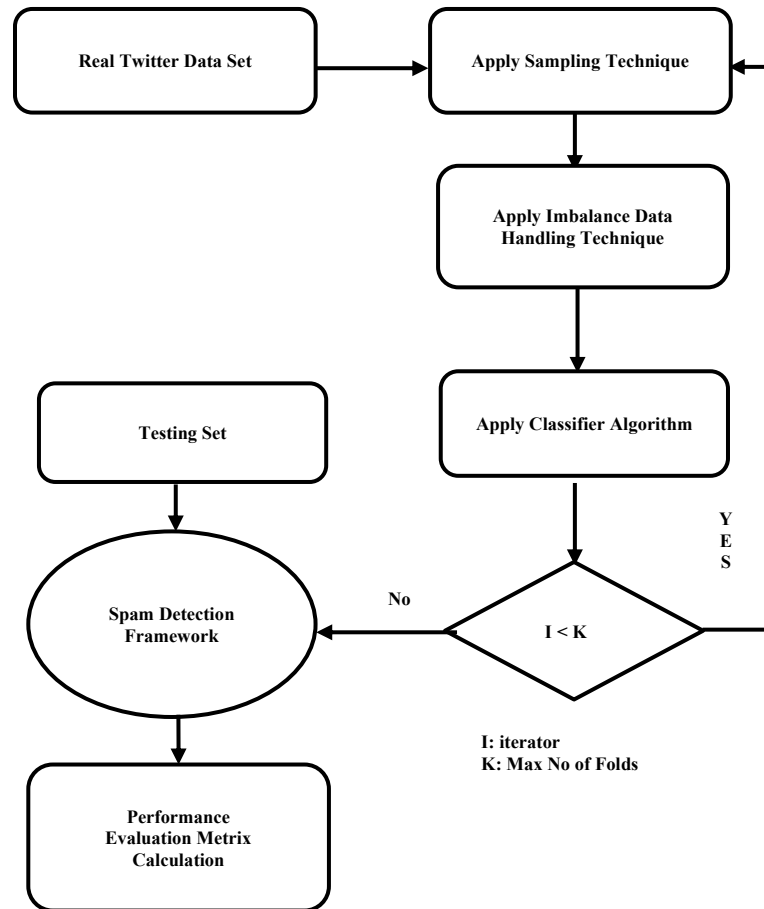 Real Twitter Data Set
Apply Sampling Technique
Apply Imbalance Data
Handling Technique
Apply Classifier Algorithm
Testing Set
Y
E
S
No
I < K
Spam Detection
Framework
I: iterator
K: Max No of Folds
Performance
Evaluation Metrix
Calculation